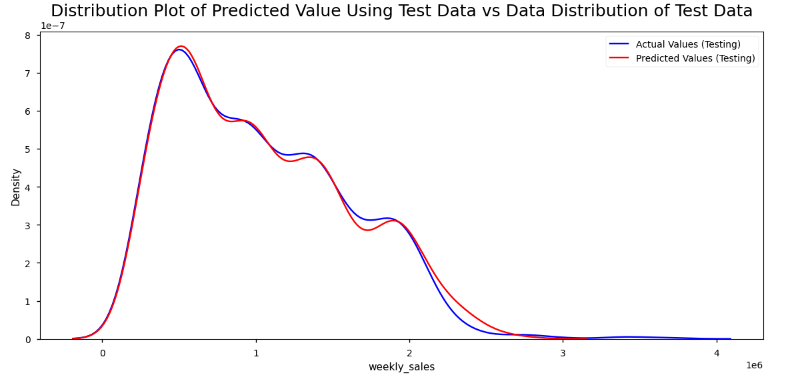 Distribution Plot of Predicted Value Using Test Data vs Data Distribution of Test Data
1e−7
8
7
6
5
4
3
2
1
0
Density
Actual Values (Testing)
Predicted Values (Testing)
0 1 2 3 4
1e6
weekly_sales